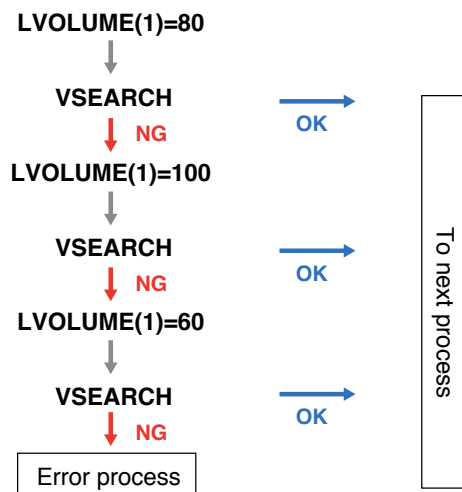 LVOLUME(1)=80
VSEARCH
OK
NG
LVOLUME(1)=100
VSEARCH
OK
NG
LVOLUME(1)=60
VSEARCH
OK
NG
Error process
To next process